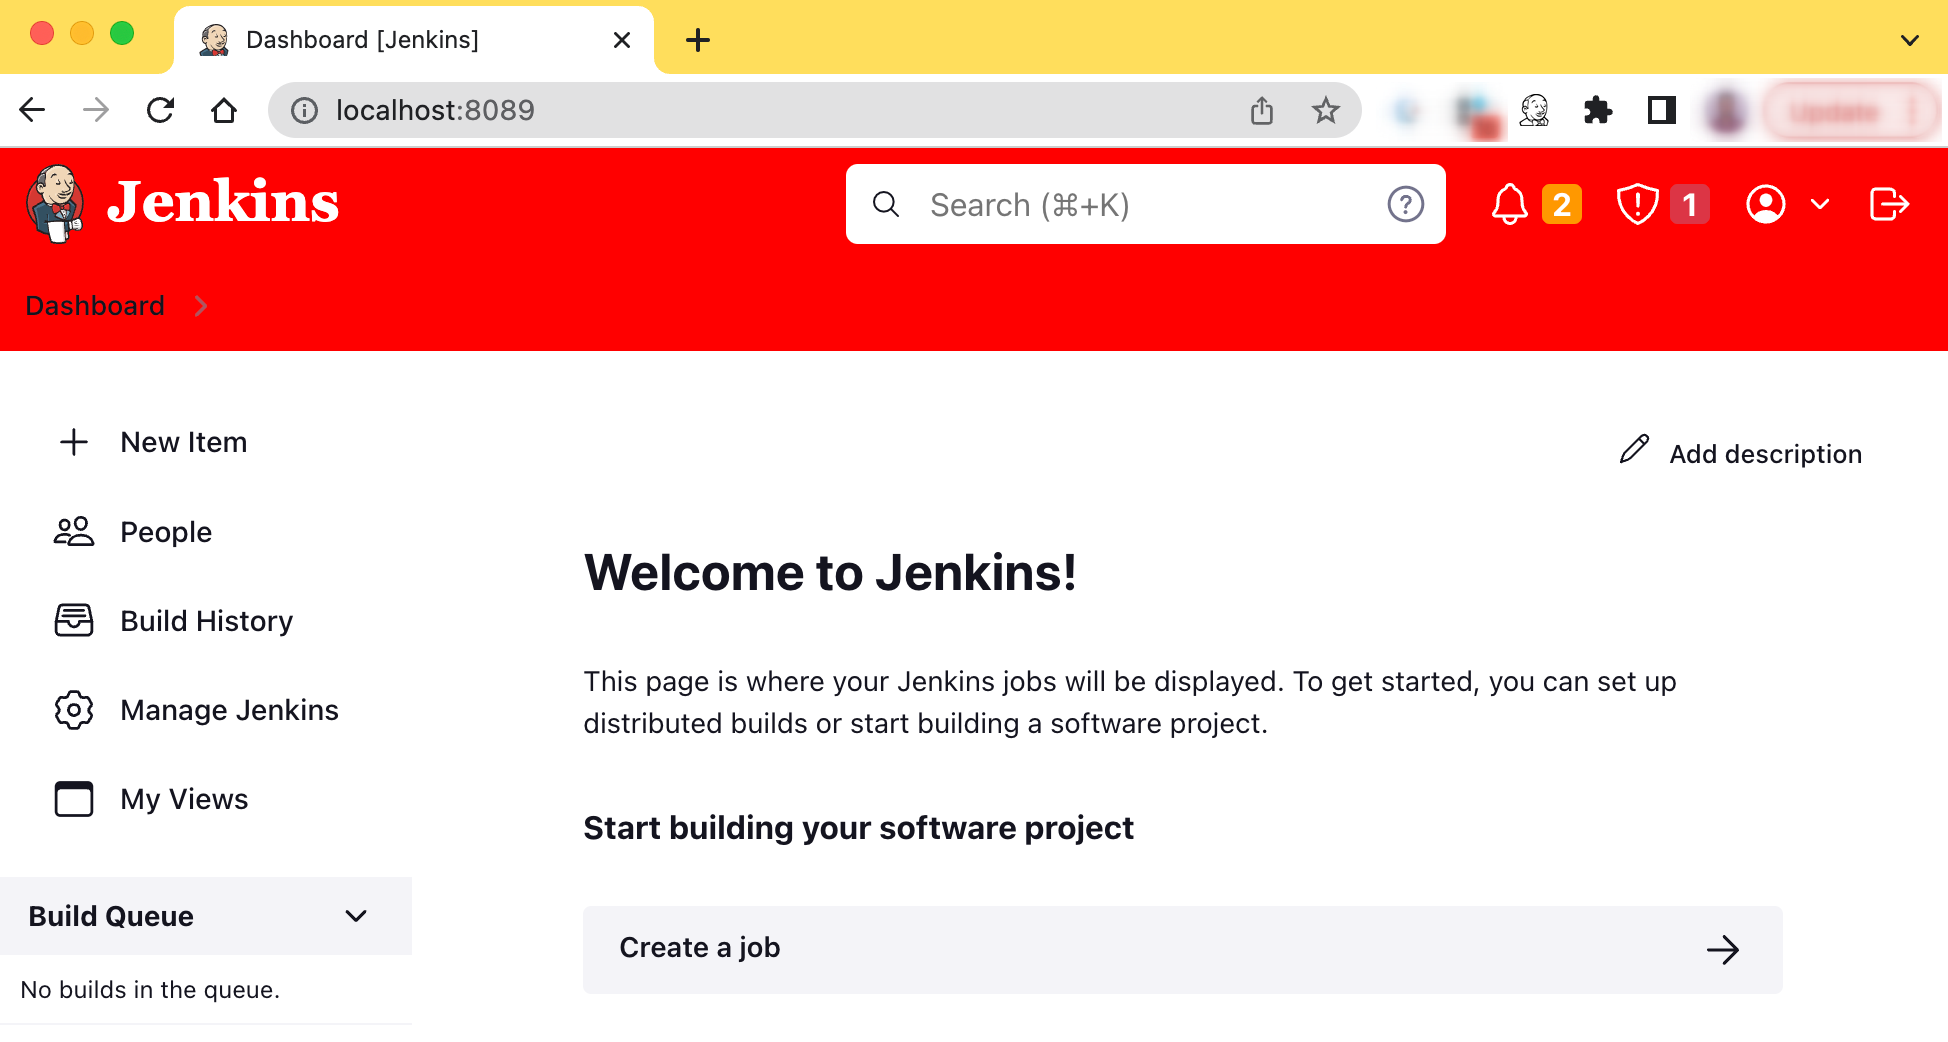 Dashboard [Jenkins]
localhost:8089
Update
Jenkins
Search (⌘+K)
2
1
Dashboard
New Item
People
Build History
Manage Jenkins
My Views
Build Queue
No builds in the queue.
Add description
Welcome to Jenkins!
This page is where your Jenkins jobs will be displayed. To get started, you can set up
distributed builds or start building a software project.
Start building your software project
Create a job